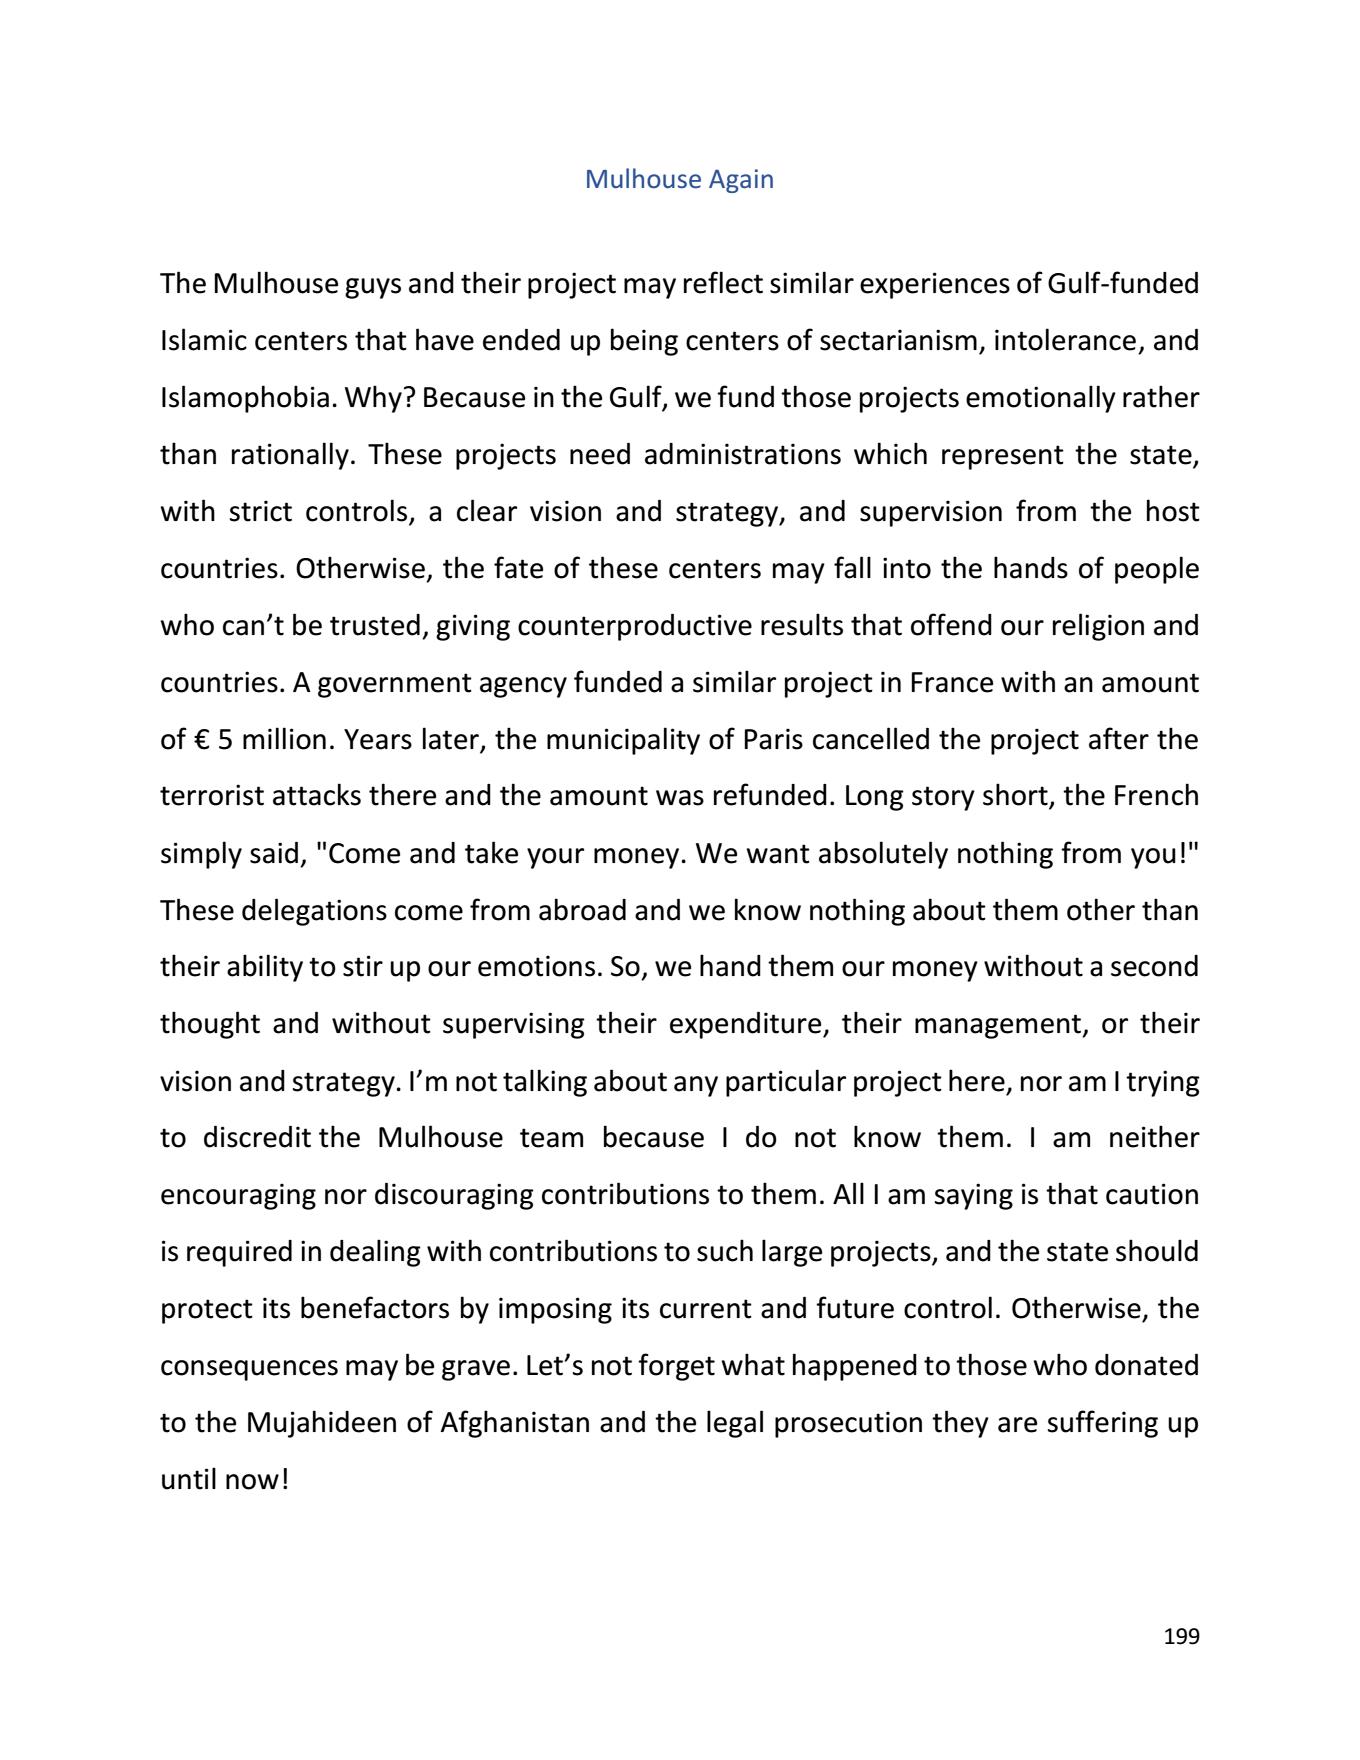 Mulhouse Again
The Mulhouse guys and their project may reflect similar experiences of Gulf-funded
Islamic centers that have ended up being centers of sectarianism, intolerance, and
Islamophobia. Why? Because in the Gulf, we fund those projects emotionally rather
than rationally. These projects need administrations which represent the state,
with strict controls, a clear vision and strategy, and supervision from the host
countries. Otherwise, the fate of these centers may fall into the hands of people
who can’t be trusted, giving counterproductive results that offend our religion and
countries. A government agency funded a similar project in France with an amount
of € 5 million. Years later, the municipality of Paris cancelled the project after the
terrorist attacks there and the amount was refunded. Long story short, the French
simply said, "Come and take your money. We want absolutely nothing from you!"
These delegations come from abroad and we know nothing about them other than
their ability to stir up our emotions. So, we hand them our money without a second
thought and without supervising their expenditure, their management, or their
vision and strategy. I’m not talking about any particular project here, nor am I trying
to discredit the Mulhouse team because I do not know them. I am neither
encouraging nor discouraging contributions to them. All I am saying is that caution
is required in dealing with contributions to such large projects, and the state should
protect its benefactors by imposing its current and future control. Otherwise, the
consequences may be grave. Let’s not forget what happened to those who donated
to the Mujahideen of Afghanistan and the legal prosecution they are suffering up
until now!
199